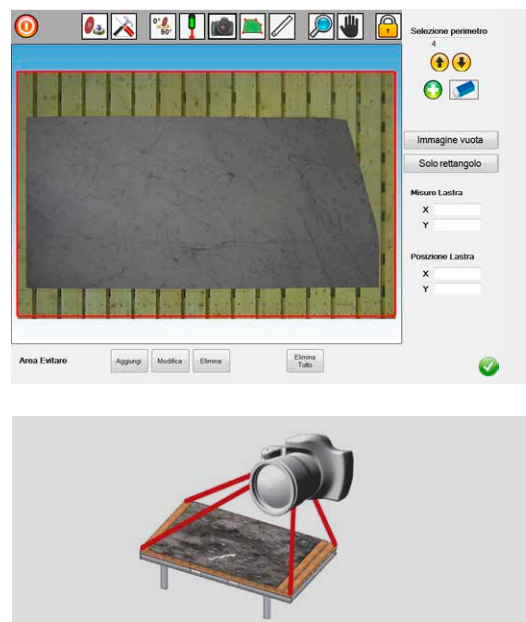 0°
90°
Selezione perimetro
4
Immagine vuota
Solo rettangolo
Misure Lastra
X
Y
Posizione Lastra
X
Y
Area Evitare
Aggiungi
Modifica
Elimina
Elimina
Tutto